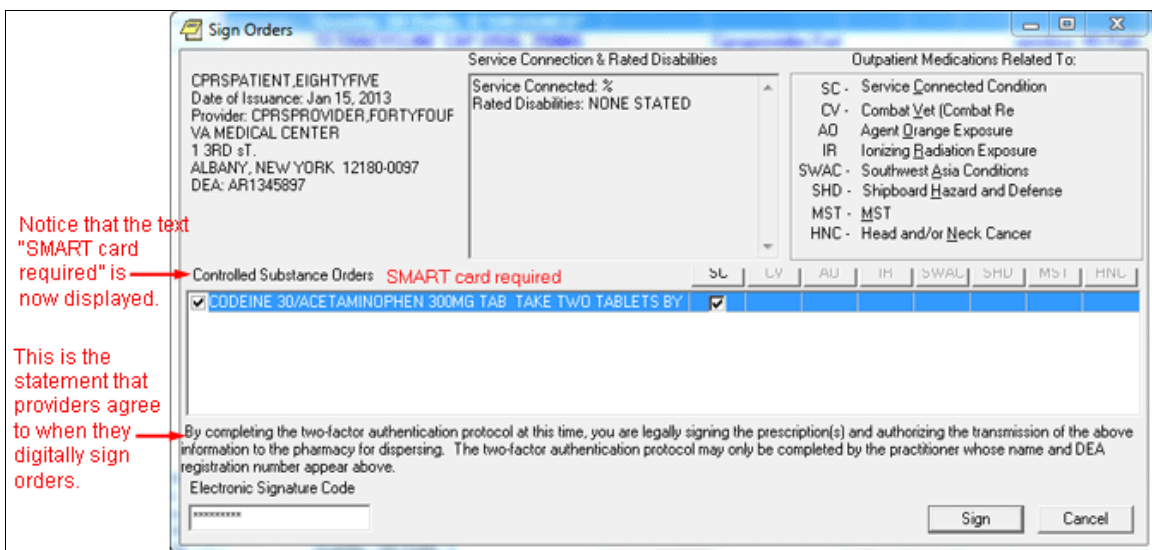 Sign Orders
CPRSPATIENT,EIGHTYFIVE
Date of Issuance: Jan 15, 2013
Provider: CPRSPROVIDER,FORTYFOUF
VA MEDICAL CENTER
1 3RD sT.
ALBANY, NEW YORK 12180-0097
DEA: AR1345897
Service Connection & Rated Disabilities
Service Connected: %
Rated Disabilities: NONE STATED
Outpatient Medications Related To:
SC - Service Connected Condition
CV - Combat Vet (Combat Re
AO Agent Orange Exposure
IR Ionizing Radiation Exposure
SWAC - Southwest Asia Conditions
SHD - Shipboard Hazard and Defense
MST - MST
HNC - Head and/or Neck Cancer
Notice that the text
"SMART card
required" is
now displayed.
Controlled Substance Orders SMART card required SC CV AO IR SWAC SHD MST HNC
CODEINE 30/ACETAMINOPHEN 300MG TAB TAKE TWO TABLETS BY
This is the
statement that
providers agree
to when they
digitally sign
orders.
By completing the two-factor authentication protocol at this time, you are legally signing the prescription(s) and authorizing the transmission of the above
information to the pharmacy for dispersing. The two-factor authentication protocol may only be completed by the practitioner whose name and DEA
registration number appear above.
Electronic Signature Code
*********
Sign Cancel